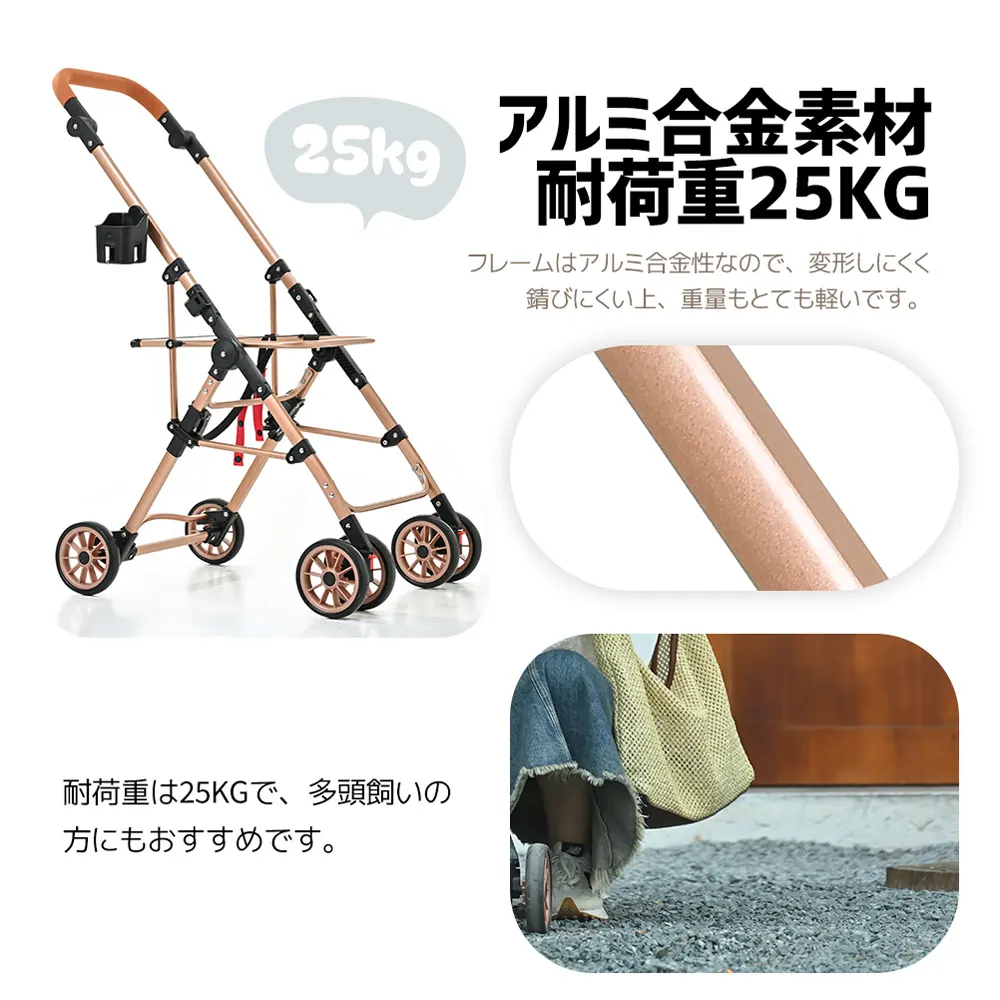 25kg
アルミ合金素材
耐荷重25KG
フレームはアルミ合金性なので、変形しにくく
錆びにくい上、重量もとても軽いです。
耐荷重は25KGで、多頭飼いの
方にもおすすめです。